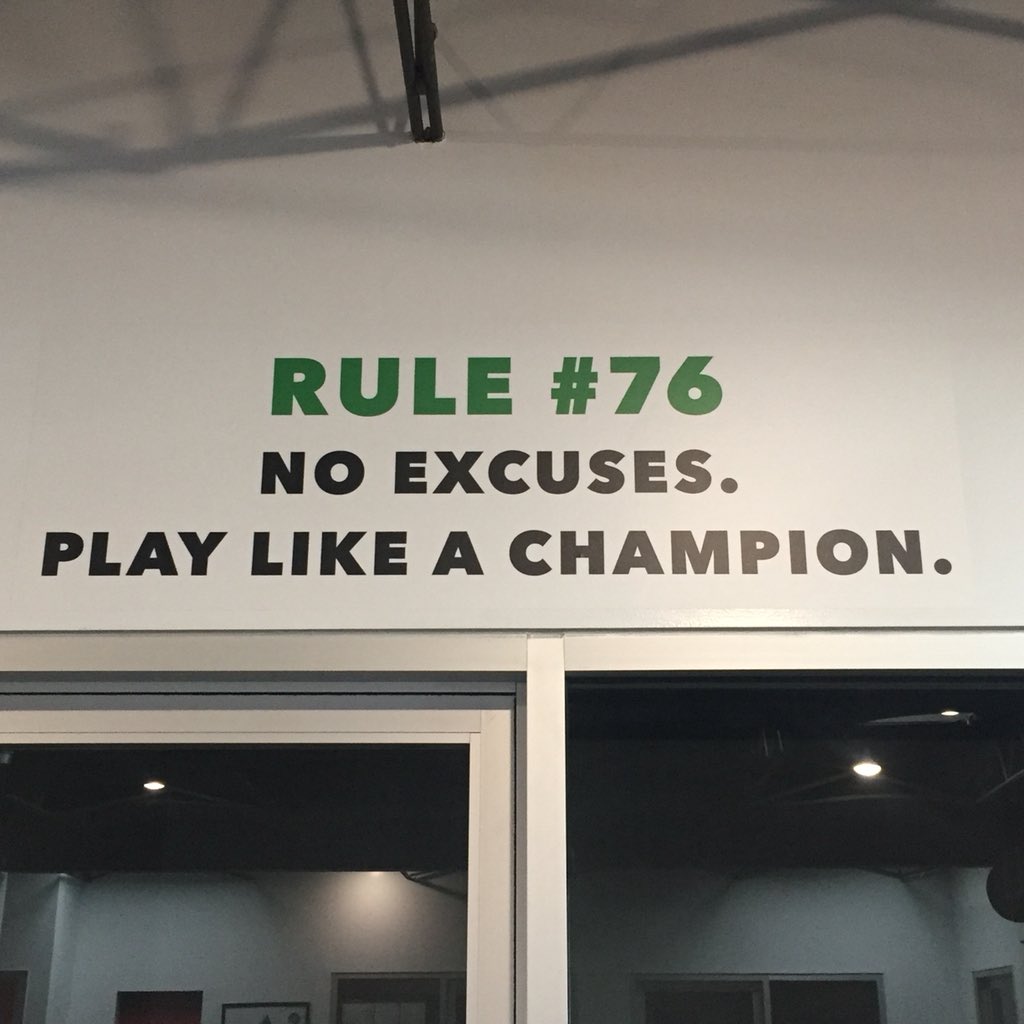 RULE #76
NO EXCUSES.
PLAY LIKE A CHAMPION.